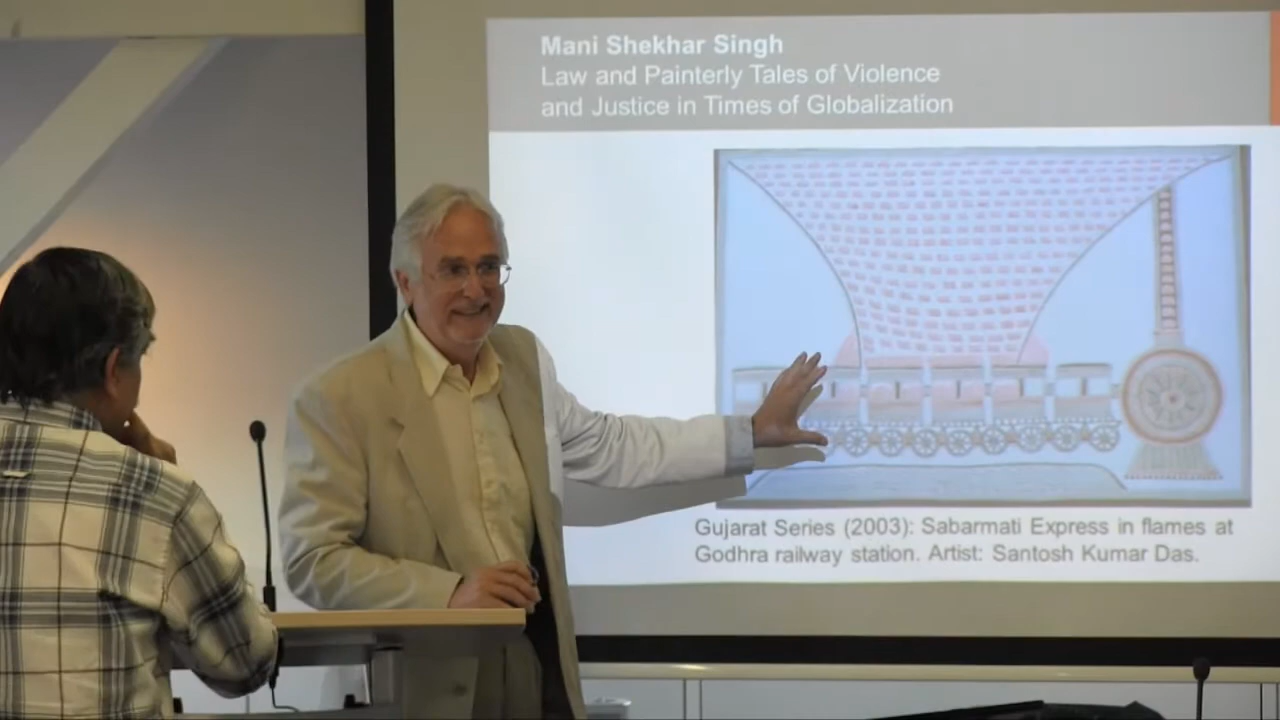 Mani Shekhar Singh
Law and Painterly Tales of Violence
and Justice in Times of Globalization
Gujarat Series (2003): Sabarmati Express in flames at
Godhra railway station. Artist: Santosh Kumar Das.